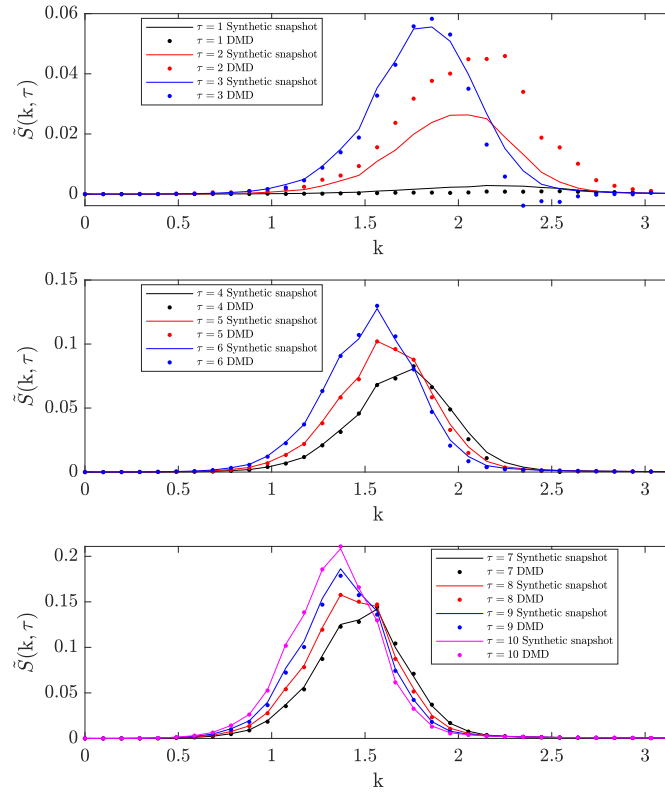 0.06
0.04
0.02
0
S̃(k, τ)
τ = 1 Synthetic snapshot
τ = 1 DMD
τ = 2 Synthetic snapshot
τ = 2 DMD
τ = 3 Synthetic snapshot
τ = 3 DMD
0 0.5 1 1.5 2 2.5 3
k
0.15
0.1
0.05
0
S̃(k, τ)
τ = 4 Synthetic snapshot
τ = 4 DMD
τ = 5 Synthetic snapshot
τ = 5 DMD
τ = 6 Synthetic snapshot
τ = 6 DMD
0 0.5 1 1.5 2 2.5 3
k
0.2
0.15
0.1
0.05
0
S̃(k, τ)
τ = 7 Synthetic snapshot
τ = 7 DMD
τ = 8 Synthetic snapshot
τ = 8 DMD
τ = 9 Synthetic snapshot
τ = 9 DMD
τ = 10 Synthetic snapshot
τ = 10 DMD
0 0.5 1 1.5 2 2.5 3
k